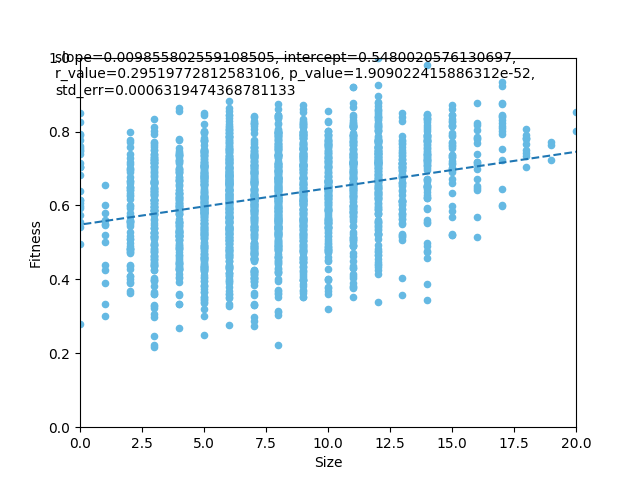 slope=0.009855802559108505, intercept=0.5480020576130697,
r_value=0.29519772812583106, p_value=1.909022415886312e-52,
std_err=0.0006319474368781133
1.0
0.8
0.6
0.4
0.2
0.0
Fitness
0.0 2.5 5.0 7.5 10.0 12.5 15.0 17.5 20.0
Size